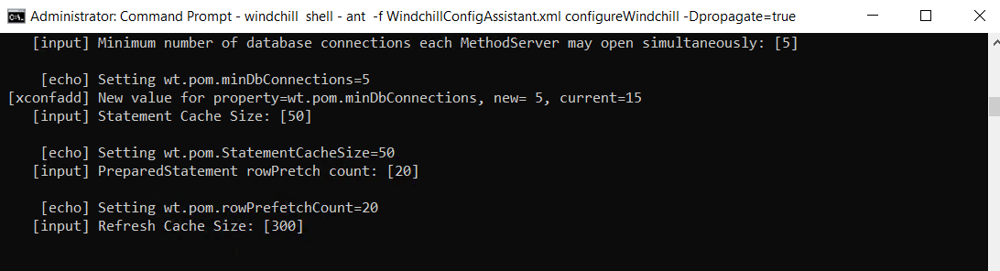 Administrator: Command Prompt - windchill  shell - ant  -f WindchillConfigAssistant.xml configureWindchill -Dpropagate=true
[input] Minimum number of database connections each MethodServer may open simultaneously: [5]
[echo] Setting wt.pom.minDbConnections=5
[xconfadd] New value for property=wt.pom.minDbConnections, new= 5, current=15
[input] Statement Cache Size: [50]
[echo] Setting wt.pom.StatementCacheSize=50
[input] PreparedStatement rowPretch count: [20]
[echo] Setting wt.pom.rowPrefetchCount=20
[input] Refresh Cache Size: [300]